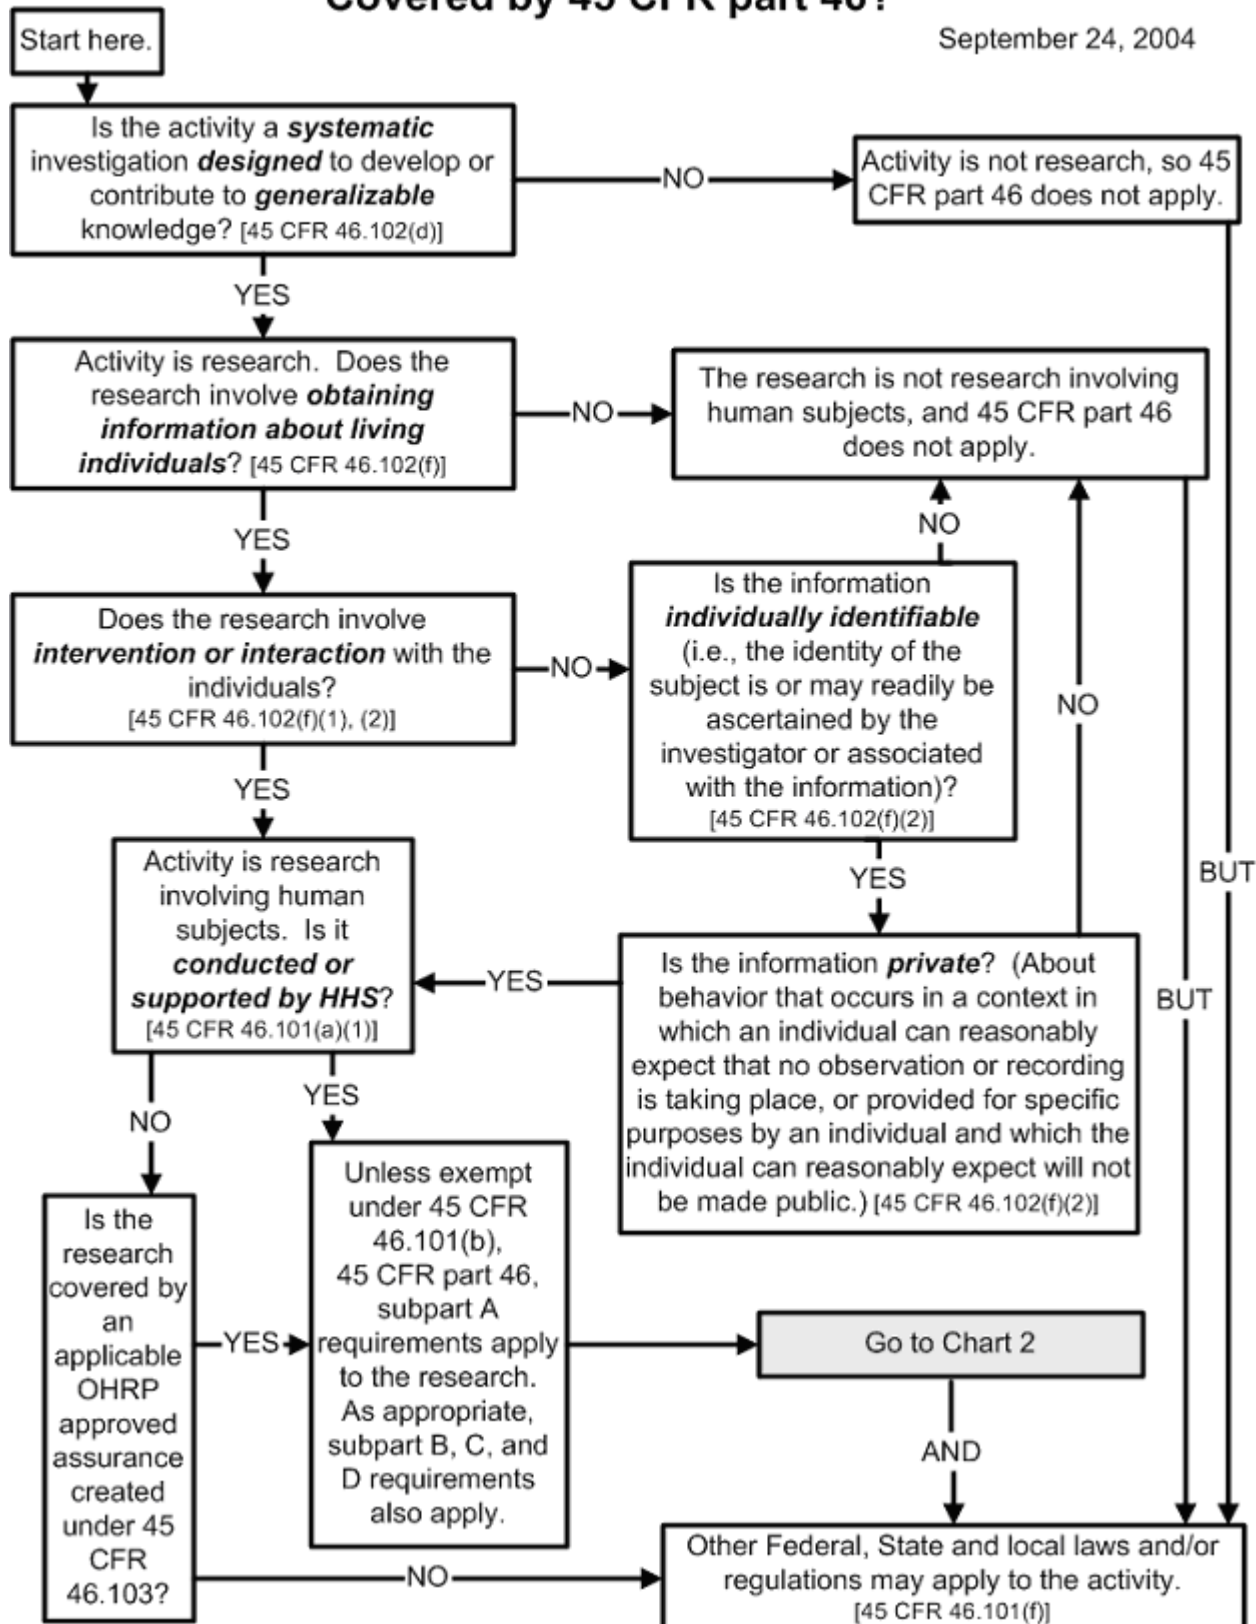 Covered by 45 CFR part 46?
Start here.
September 24, 2004
Is the activity a systematic
investigation designed to develop or
contribute to generalizable
knowledge? [45 CFR 46.102(d)]
NO
Activity is not research, so 45
CFR part 46 does not apply.
YES
Activity is research. Does the
research involve obtaining
information about living
individuals? [45 CFR 46.102(f)]
NO
The research is not research involving
human subjects, and 45 CFR part 46
does not apply.
YES
NO
Does the research involve
intervention or interaction with the
individuals?
[45 CFR 46.102(f)(1), (2)]
NO
Is the information
individually identifiable
(i.e., the identity of the
subject is or may readily be
ascertained by the
investigator or associated
with the information)?
[45 CFR 46.102(f)(2)]
NO
YES
YES
BUT
Activity is research
involving human
subjects. Is it
conducted or
supported by HHS?
[45 CFR 46.101(a)(1)]
YES
Is the information private? (About
behavior that occurs in a context in
which an individual can reasonably
expect that no observation or recording
is taking place, or provided for specific
purposes by an individual and which the
individual can reasonably expect will not
be made public.) [45 CFR 46.102(f)(2)]
BUT
NO
YES
Is the
research
covered by
an
applicable
OHRP
approved
assurance
created
under 45
CFR
46.103?
YES
Unless exempt
under 45 CFR
46.101(b),
45 CFR part 46,
subpart A
requirements apply
to the research.
As appropriate,
subpart B, C, and
D requirements
also apply.
Go to Chart 2
AND
NO
Other Federal, State and local laws and/or
regulations may apply to the activity.
[45 CFR 46.101(f)]